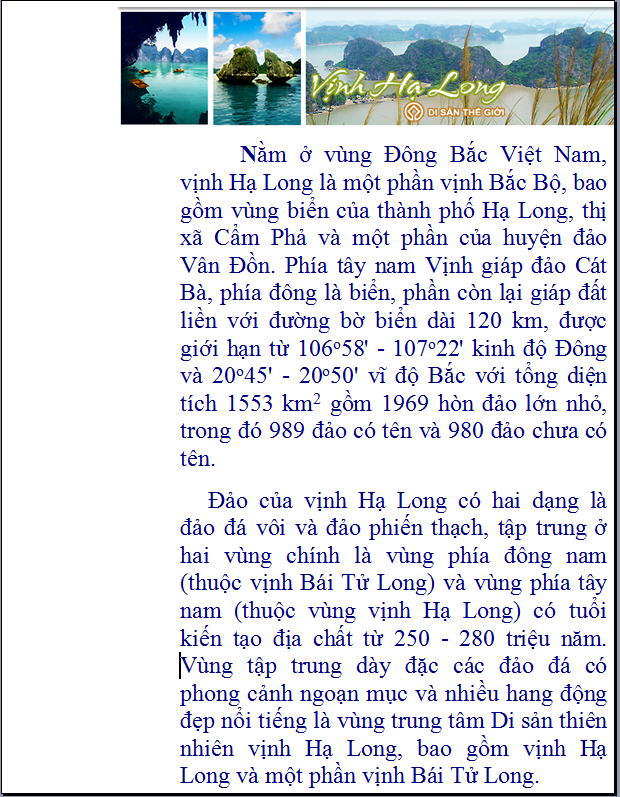 Vịnh Hạ Long
DI SẢN THẾ GIỚI
Nằm ở vùng Đông Bắc Việt Nam,
vịnh Hạ Long là một phần vịnh Bắc Bộ, bao
gồm vùng biển của thành phố Hạ Long, thị
xã Cẩm Phả và một phần của huyện đảo
Vân Đồn. Phía tây nam Vịnh giáp đảo Cát
Bà, phía đông là biển, phần còn lại giáp đất
liền với đường bờ biển dài 120 km, được
giới hạn từ 106º58' - 107º22' kinh độ Đông
và 20º45' - 20º50' vĩ độ Bắc với tổng diện
tích 1553 km² gồm 1969 hòn đảo lớn nhỏ,
trong đó 989 đảo có tên và 980 đảo chưa có
tên.
Đảo của vịnh Hạ Long có hai dạng là
đảo đá vôi và đảo phiến thạch, tập trung ở
hai vùng chính là vùng phía đông nam
(thuộc vịnh Bái Tử Long) và vùng phía tây
nam (thuộc vùng vịnh Hạ Long) có tuổi
kiến tạo địa chất từ 250 - 280 triệu năm.
Vùng tập trung dày đặc các đảo đá có
phong cảnh ngoạn mục và nhiều hang động
đẹp nổi tiếng là vùng trung tâm Di sản thiên
nhiên vịnh Hạ Long, bao gồm vịnh Hạ
Long và một phần vịnh Bái Tử Long.